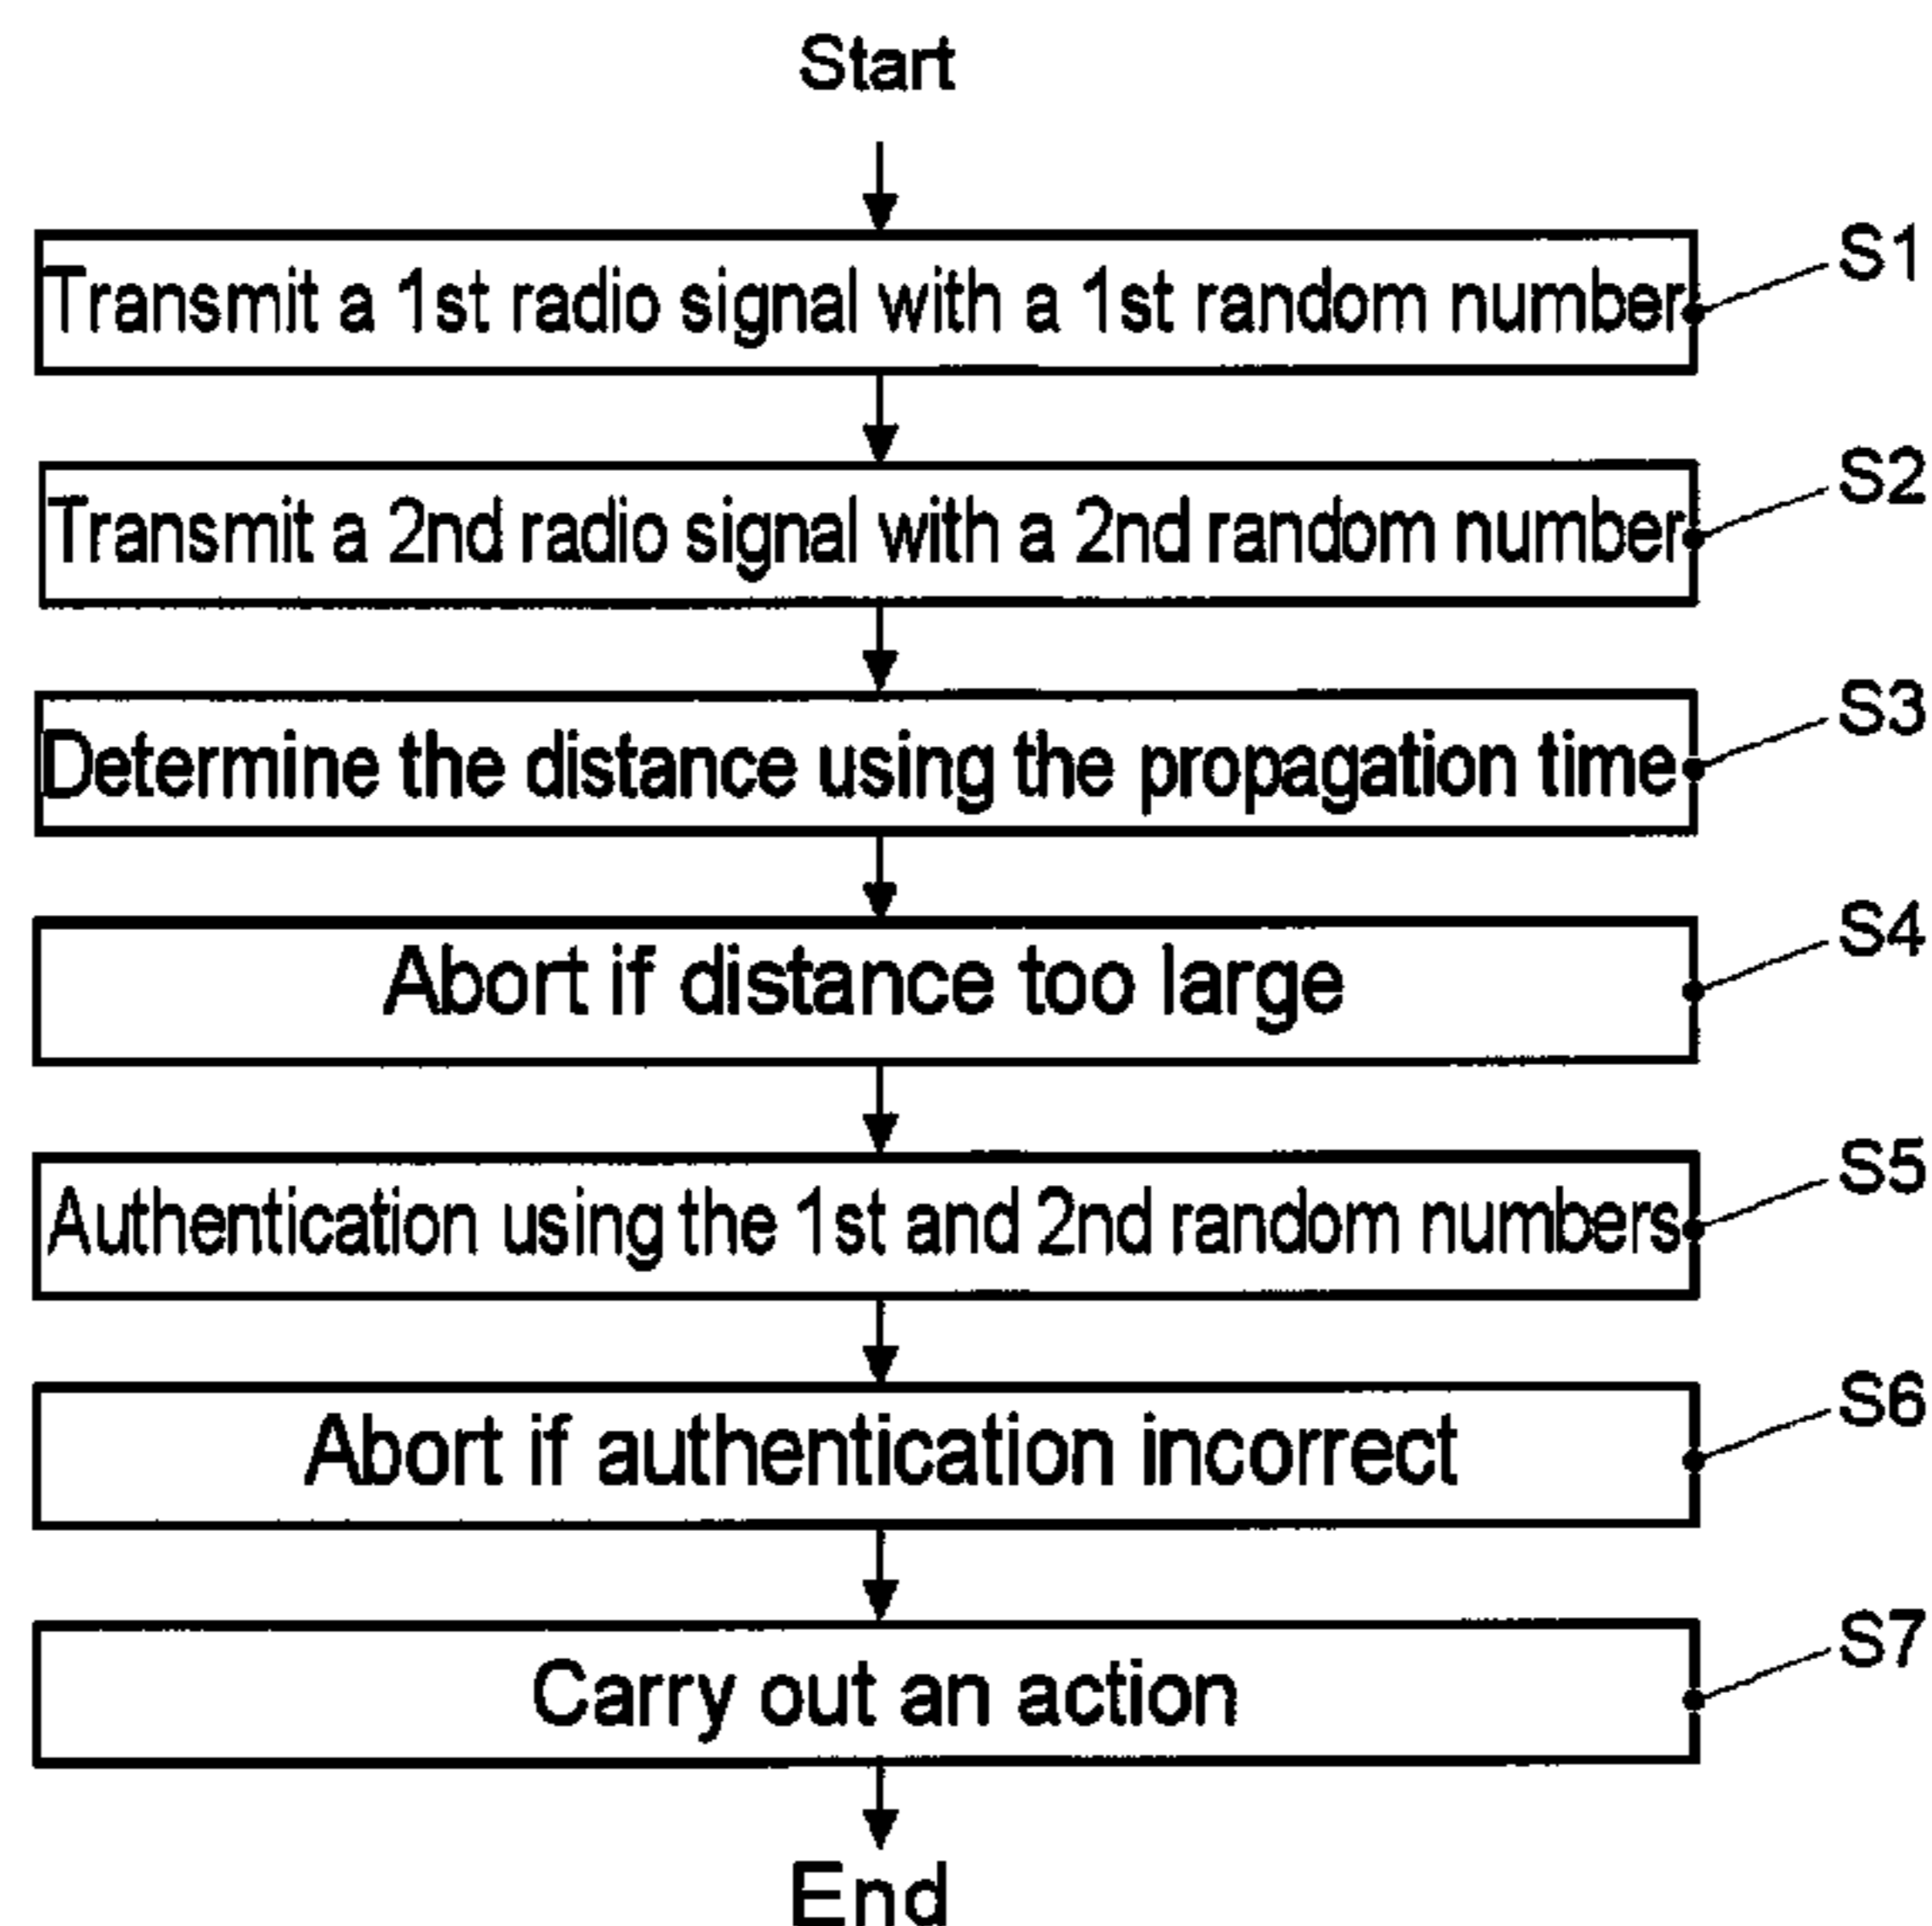 Start
Transmit a 1st radio signal with a 1st random number
S1
Transmit a 2nd radio signal with a 2nd random number
S2
Determine the distance using the propagation time
S3
Abort if distance too large
S4
Authentication using the 1st and 2nd random numbers
S5
Abort if authentication incorrect
S6
Carry out an action
S7
End